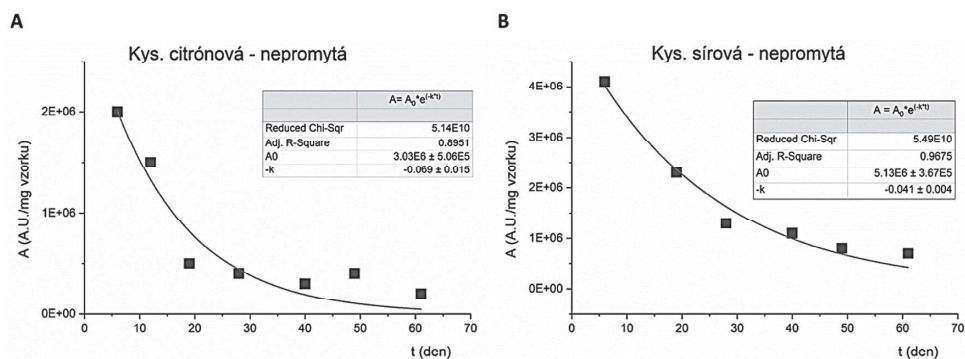 A
Kys. citrónová - nepromytá
A (A.U./mg vzorku)
2E+06
1E+06
0E+00
A= A₀*e^(-k*t)
Reduced Chi-Sqr 5.14E10
Adj. R-Square 0.8951
A0 3.03E6 ± 5.06E5
-k -0.069 ± 0.015
0 10 20 30 40 50 60 70
t (dcn)
B
Kys. sírová - nepromytá
A (A.U./mg vzorku)
4E+06
3E+06
2E+06
1E+06
0E+00
A = A₀*e^(-k*t)
Reduced Chi-Sqr 5.49E10
Adj. R-Square 0.9675
A0 5.13E6 ± 3.67E5
-k -0.041 ± 0.004
0 10 20 30 40 50 60 70
t (dcn)